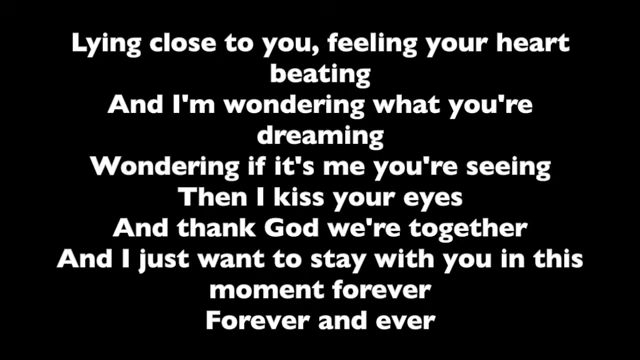 Lying close to you, feeling your heart
beating
And I'm wondering what you're
dreaming
Wondering if it's me you're seeing
Then I kiss your eyes
And thank God we're together
And I just want to stay with you in this
moment forever
Forever and ever